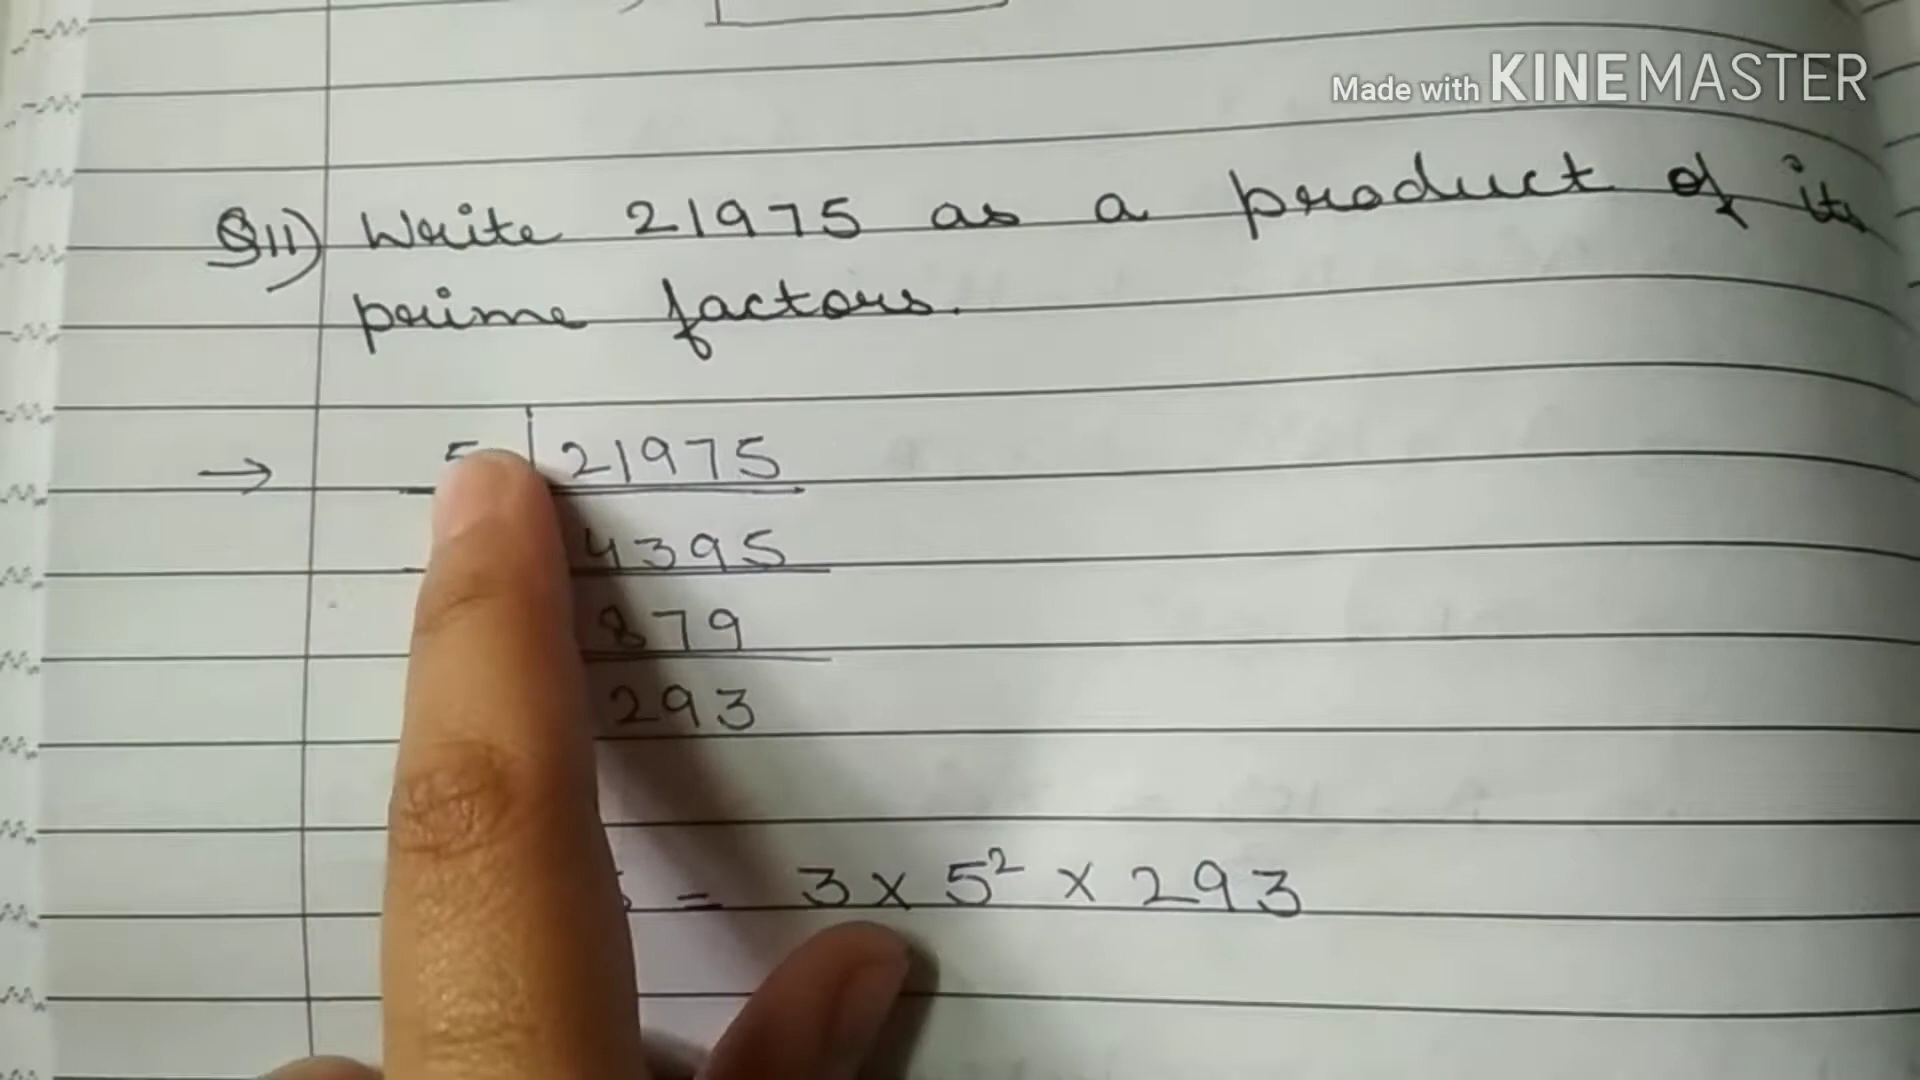 Made with KINEMASTER
Q11) Write 21975 as a product of its
prime factors.
→ 5 21975
4395
879
293
= 3 × 5² × 293